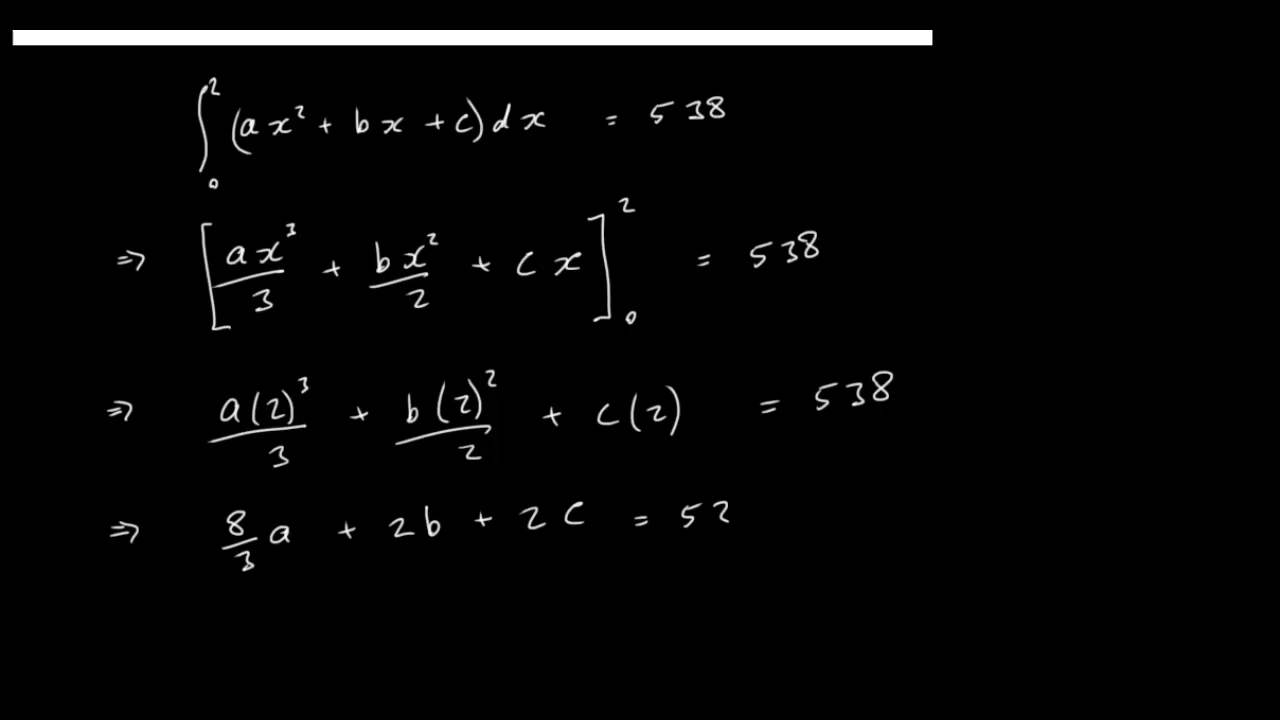 ∫₀² (ax² + bx + c) dx = 538
⇒ [ax³/3 + bx²/2 + cx]₀² = 538
⇒ a(2)³/3 + b(2)²/2 + c(2) = 538
⇒ 8/3 a + 2b + 2c = 52